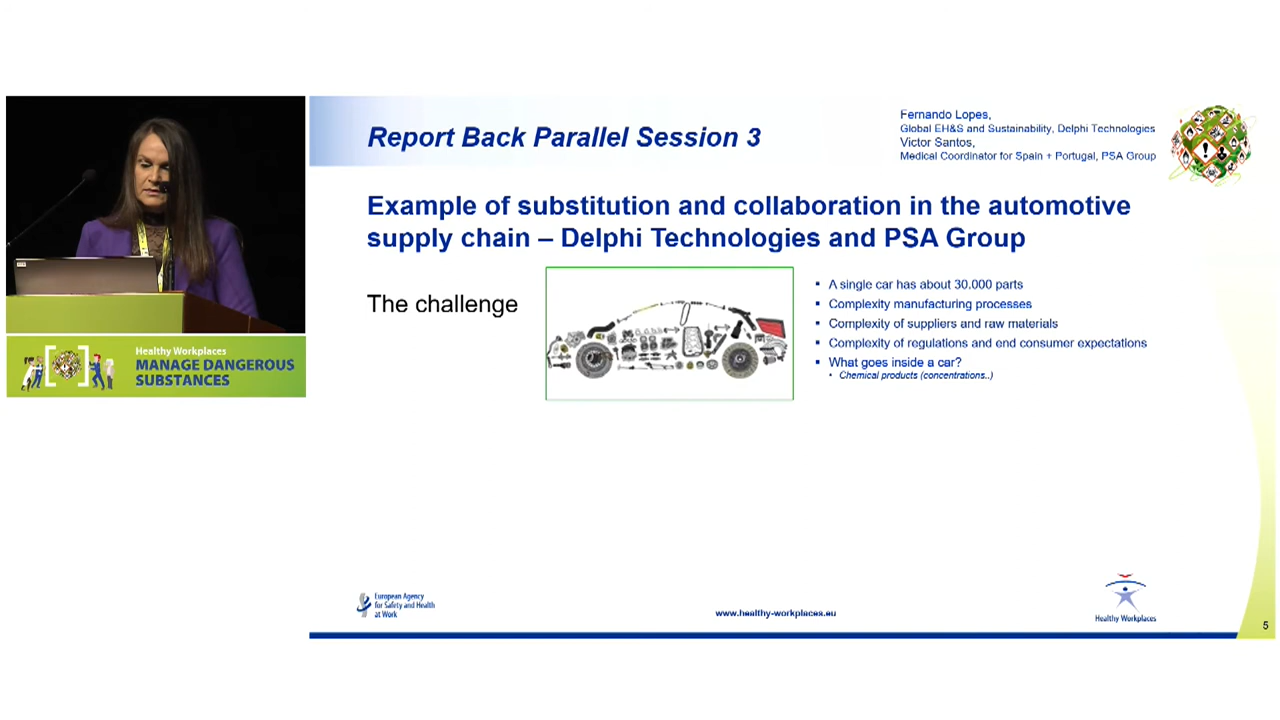 Report Back Parallel Session 3
Fernando Lopes,
Global EH&S and Sustainability, Delphi Technologies
Victor Santos,
Medical Coordinator for Spain + Portugal, PSA Group
Example of substitution and collaboration in the automotive
supply chain – Delphi Technologies and PSA Group
The challenge
▪ A single car has about 30.000 parts
▪ Complexity manufacturing processes
▪ Complexity of suppliers and raw materials
▪ Complexity of regulations and end consumer expectations
▪ What goes inside a car?
• Chemical products (concentrations..)
Healthy Workplaces
MANAGE DANGEROUS
SUBSTANCES
European Agency
for Safety and Health
at Work
www.healthy-workplaces.eu
Healthy Workplaces
5